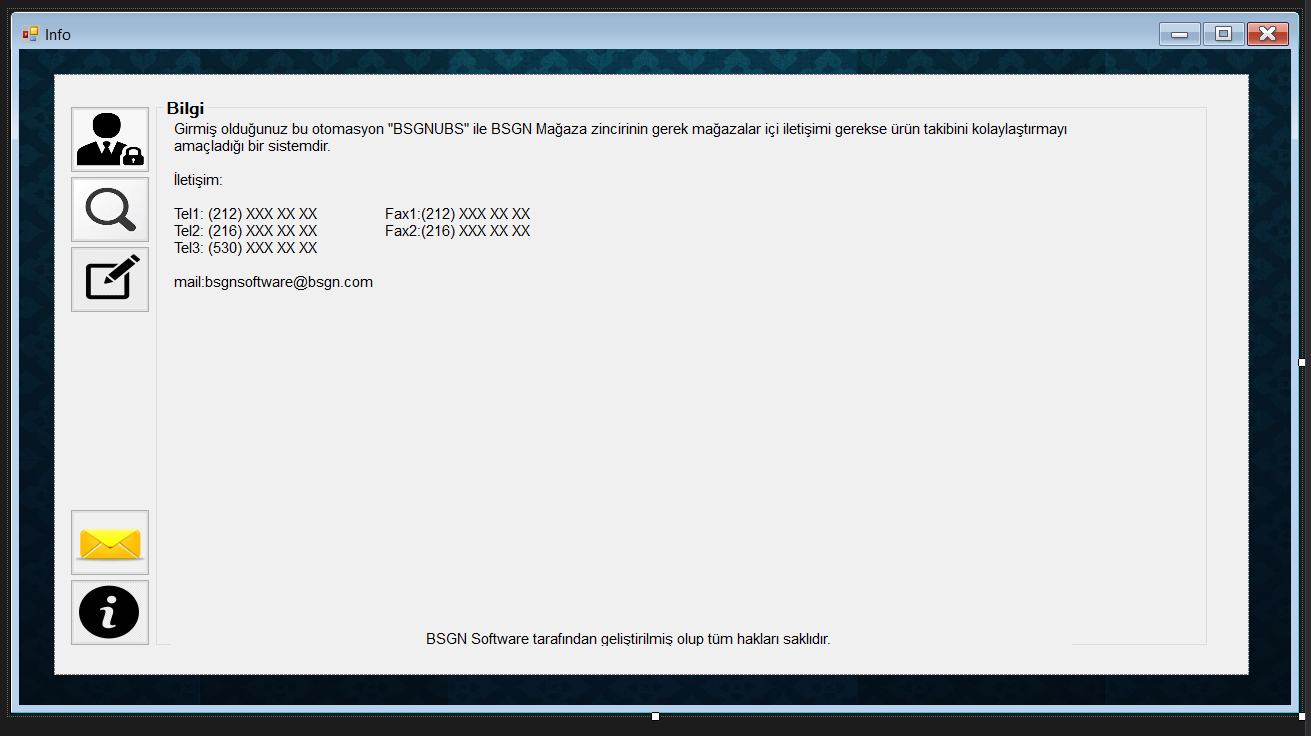 Info
Bilgi
Girmiş olduğunuz bu otomasyon "BSGNUBS" ile BSGN Mağaza zincirinin gerek mağazalar içi iletişimi gerekse ürün takibini kolaylaştırmayı
amaçladığı bir sistemdir.
İletişim:
Tel1: (212) XXX XX XX Fax1:(212) XXX XX XX
Tel2: (216) XXX XX XX Fax2:(216) XXX XX XX
Tel3: (530) XXX XX XX
mail:bsgnsoftware@bsgn.com
BSGN Software tarafından geliştirilmiş olup tüm hakları saklıdır.